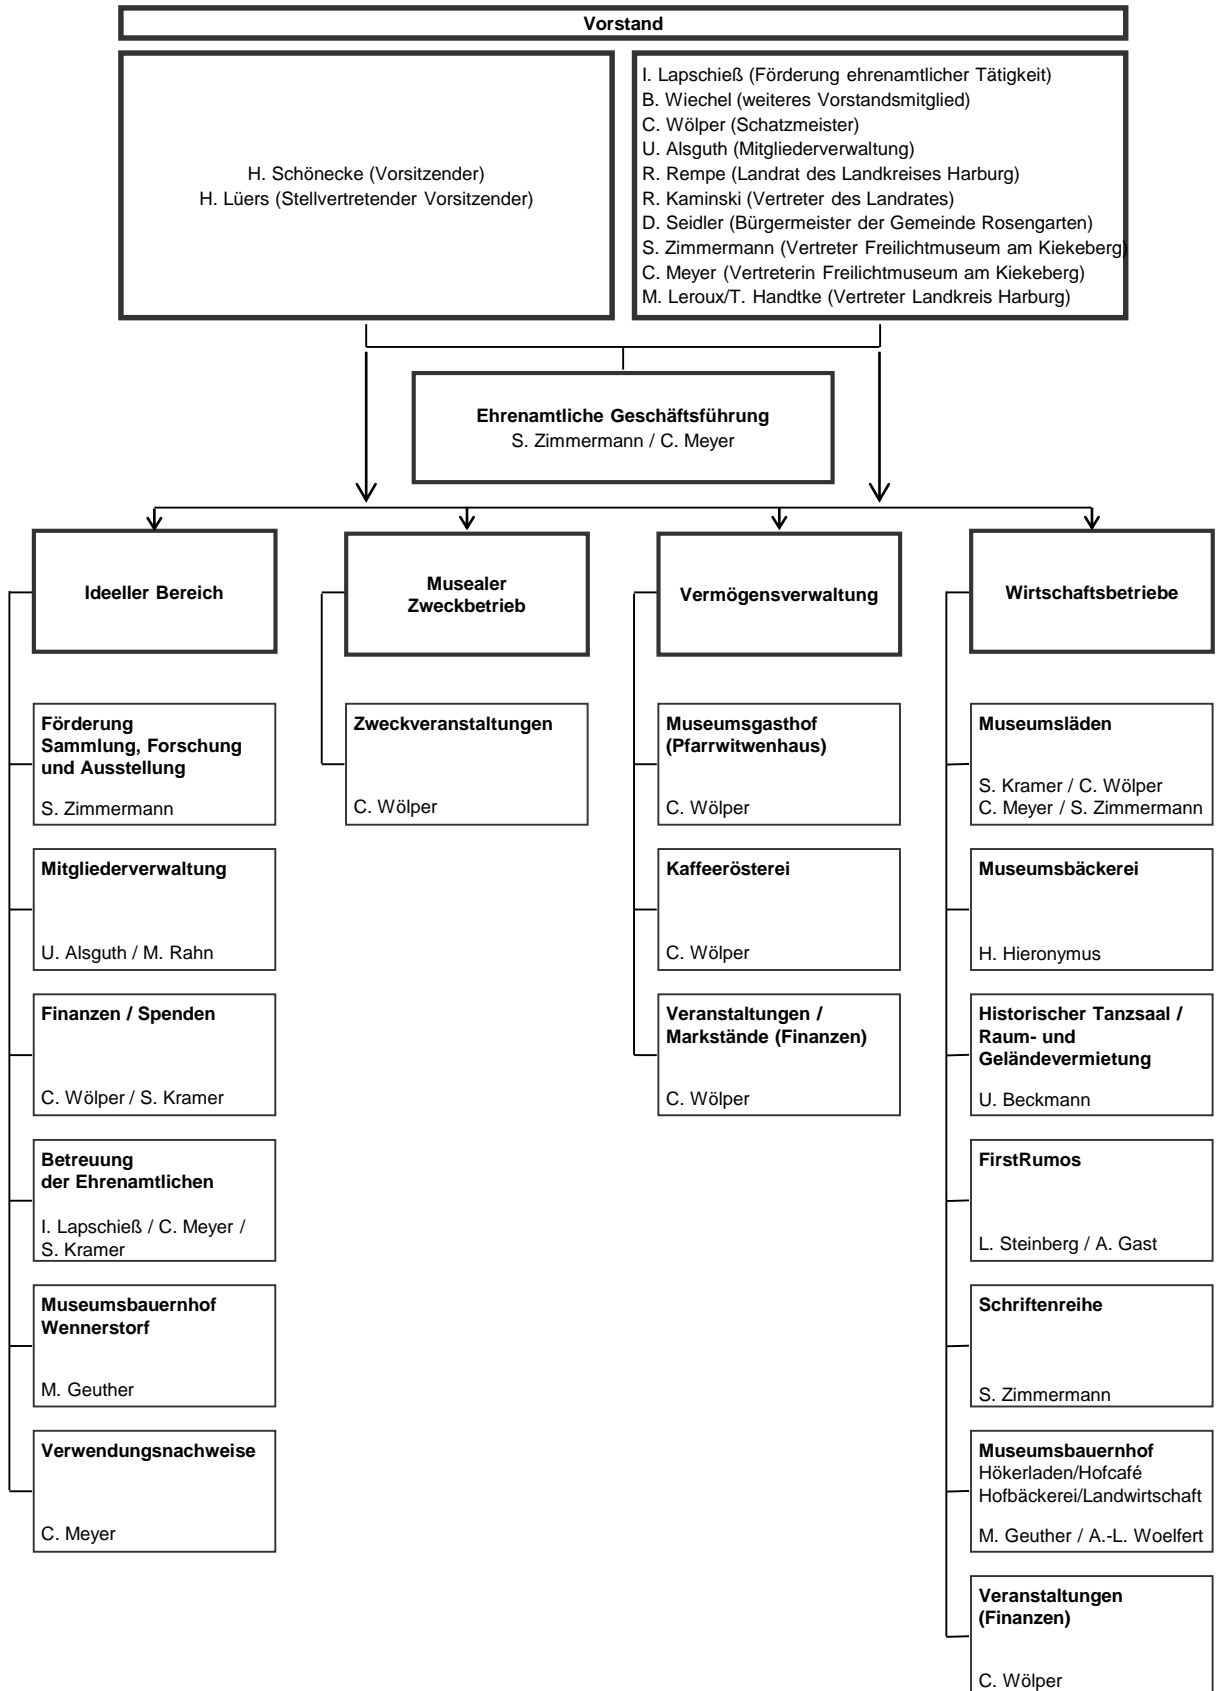 Vorstand
H. Schönecke (Vorsitzender)
H. Lüers (Stellvertretender Vorsitzender)
I. Lapschieß (Förderung ehrenamtlicher Tätigkeit)
B. Wiechel (weiteres Vorstandsmitglied)
C. Wölper (Schatzmeister)
U. Alsguth (Mitgliederverwaltung)
R. Rempe (Landrat des Landkreises Harburg)
R. Kaminski (Vertreter des Landrates)
D. Seidler (Bürgermeister der Gemeinde Rosengarten)
S. Zimmermann (Vertreter Freilichtmuseum am Kiekeberg)
C. Meyer (Vertreterin Freilichtmuseum am Kiekeberg)
M. Leroux/T. Handtke (Vertreter Landkreis Harburg)
Ehrenamtliche Geschäftsführung
S. Zimmermann / C. Meyer
Ideeller Bereich
Förderung
Sammlung, Forschung
und Ausstellung
S. Zimmermann
Mitgliederverwaltung
U. Alsguth / M. Rahn
Finanzen / Spenden
C. Wölper / S. Kramer
Betreuung
der Ehrenamtlichen
I. Lapschieß / C. Meyer /
S. Kramer
Museumsbauernhof
Wennerstorf
M. Geuther
Verwendungsnachweise
C. Meyer
Musealer
Zweckbetrieb
Zweckveranstaltungen
C. Wölper
Vermögensverwaltung
Museumsgasthof
(Pfarrwitwenhaus)
C. Wölper
Kaffeerösterei
C. Wölper
Veranstaltungen /
Markstände (Finanzen)
C. Wölper
Wirtschaftsbetriebe
Museumsläden
S. Kramer / C. Wölper
C. Meyer / S. Zimmermann
Museumsbäckerei
H. Hieronymus
Historischer Tanzsaal /
Raum- und
Geländevermietung
U. Beckmann
FirstRumos
L. Steinberg / A. Gast
Schriftenreihe
S. Zimmermann
Museumsbauernhof
Hökerladen/Hofcafé
Hofbäckerei/Landwirtschaft
M. Geuther / A.-L. Woelfert
Veranstaltungen
(Finanzen)
C. Wölper